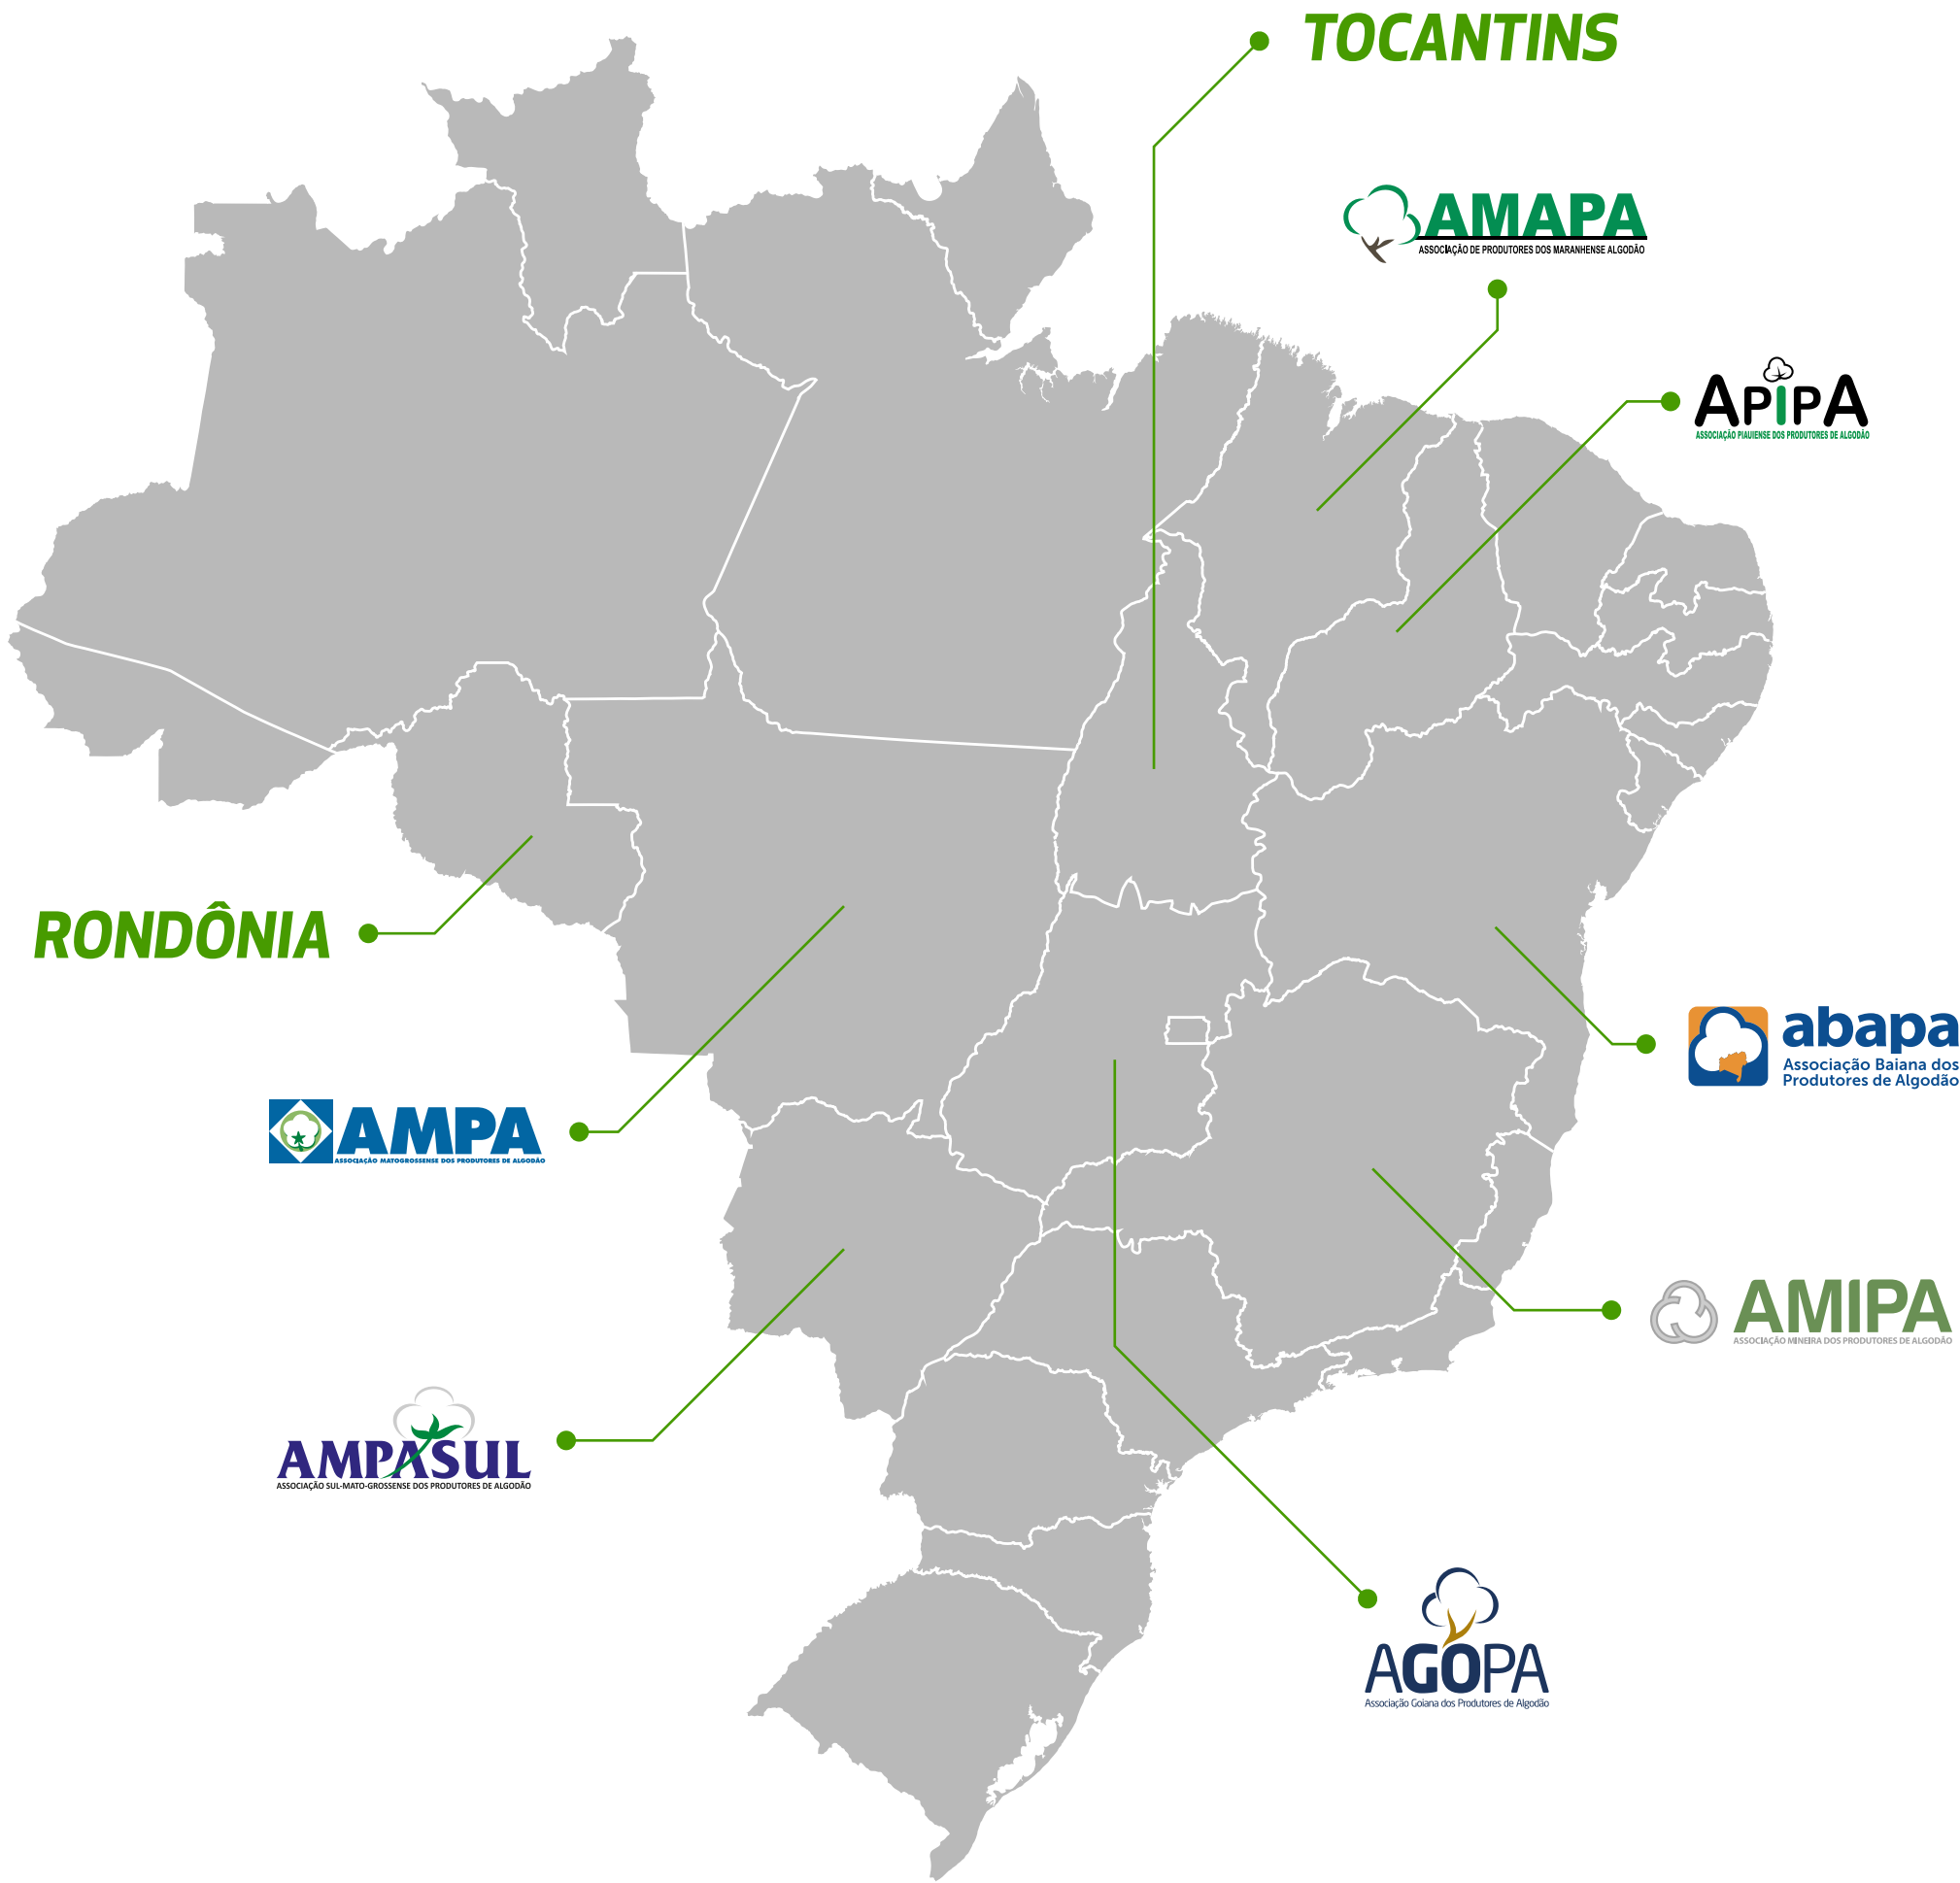 TOCANTINS
AMAPA
ASSOCIAÇÃO DE PRODUTORES DOS MARANHENSE ALGODÃO
APIPA
ASSOCIAÇÃO PIAUIENSE DOS PRODUTORES DE ALGODÃO
RONDÔNIA
abapa
Associação Baiana dos
Produtores de Algodão
AMPA
ASSOCIAÇÃO MATOGROSSENSE DOS PRODUTORES DE ALGODÃO
AMIPA
ASSOCIAÇÃO MINEIRA DOS PRODUTORES DE ALGODÃO
AMPASUL
ASSOCIAÇÃO SUL-MATO-GROSSENSE DOS PRODUTORES DE ALGODÃO
AGOPA
Associação Goiana dos Produtores de Algodão